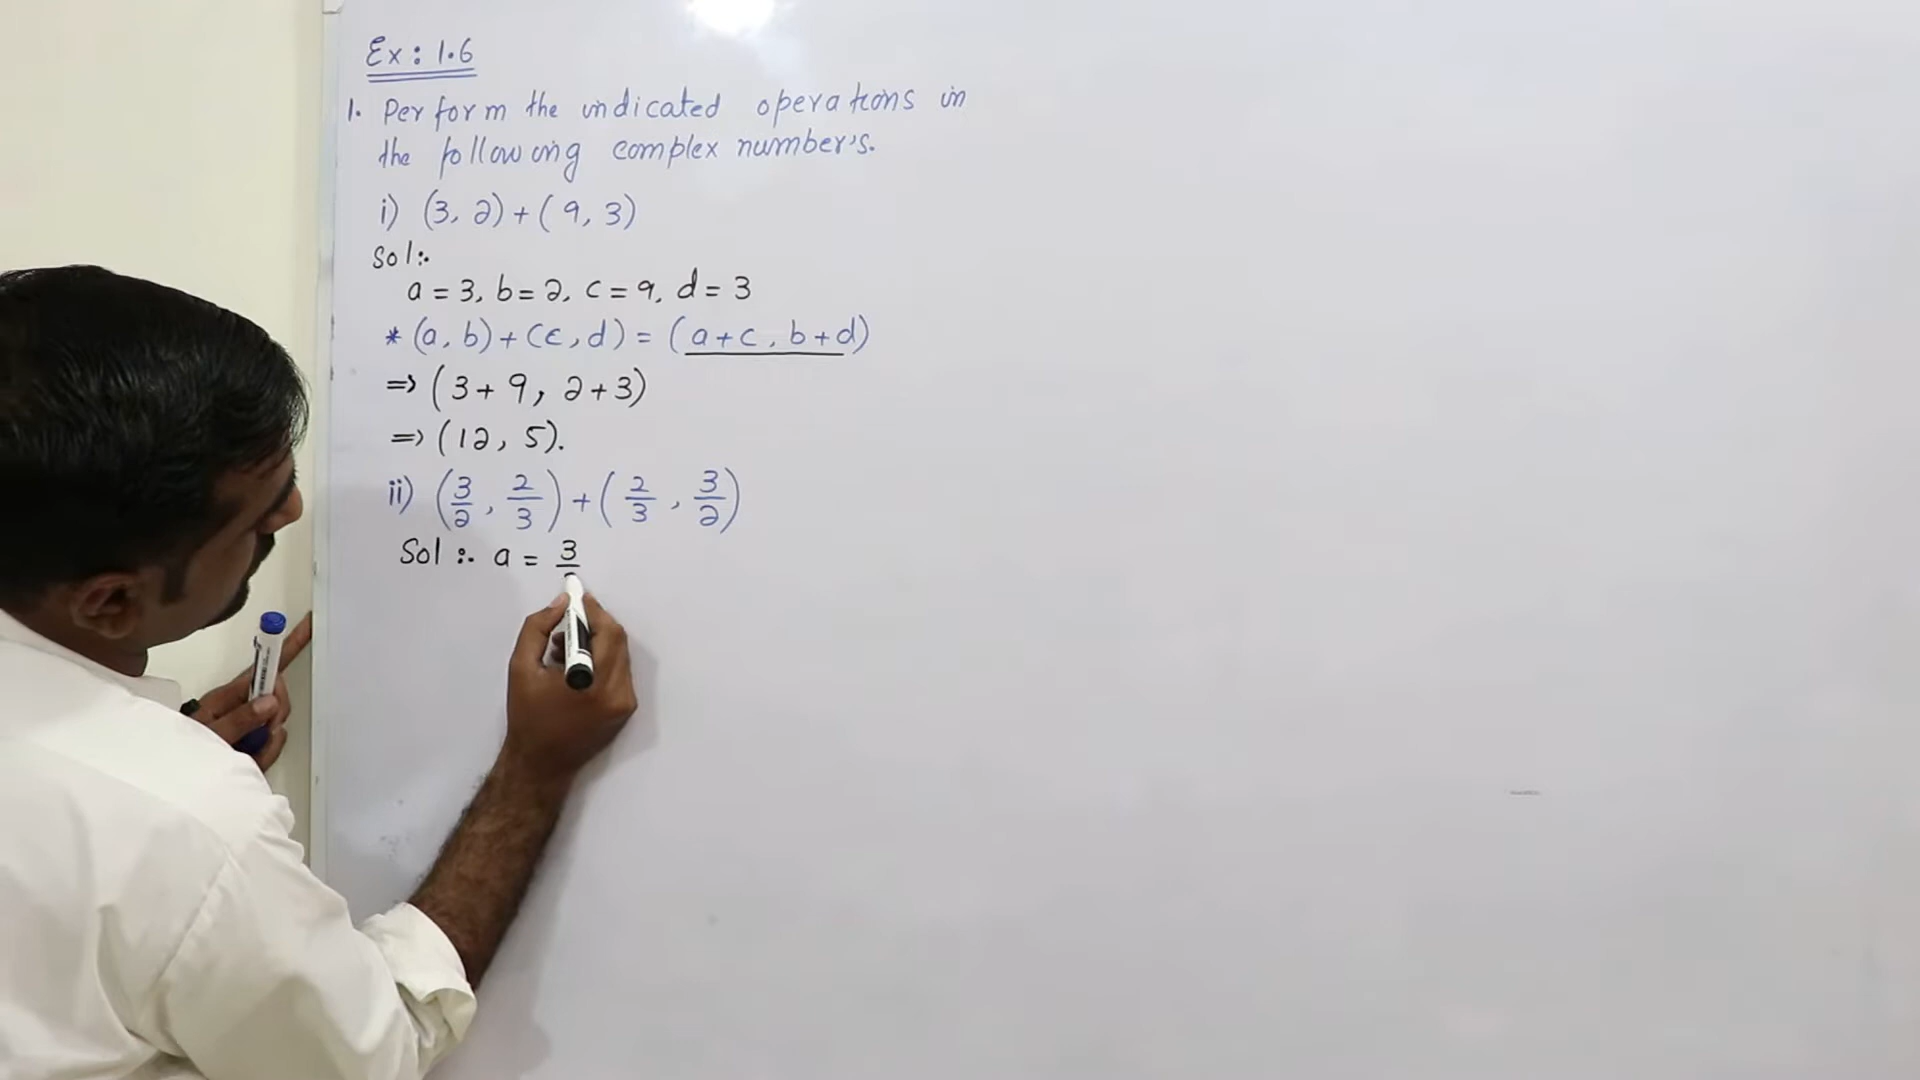 Ex: 1.6
1. Perform the indicated operations in
the following complex number's.
i) (3, 2) + (9, 3)
Sol:.
a = 3, b = 2, c = 9, d = 3
* (a, b) + (c, d) = (a+c, b+d)
=> (3 + 9, 2 + 3)
=> (12, 5).
ii) (3/2, 2/3) + (2/3, 3/2)
Sol :. a = 3